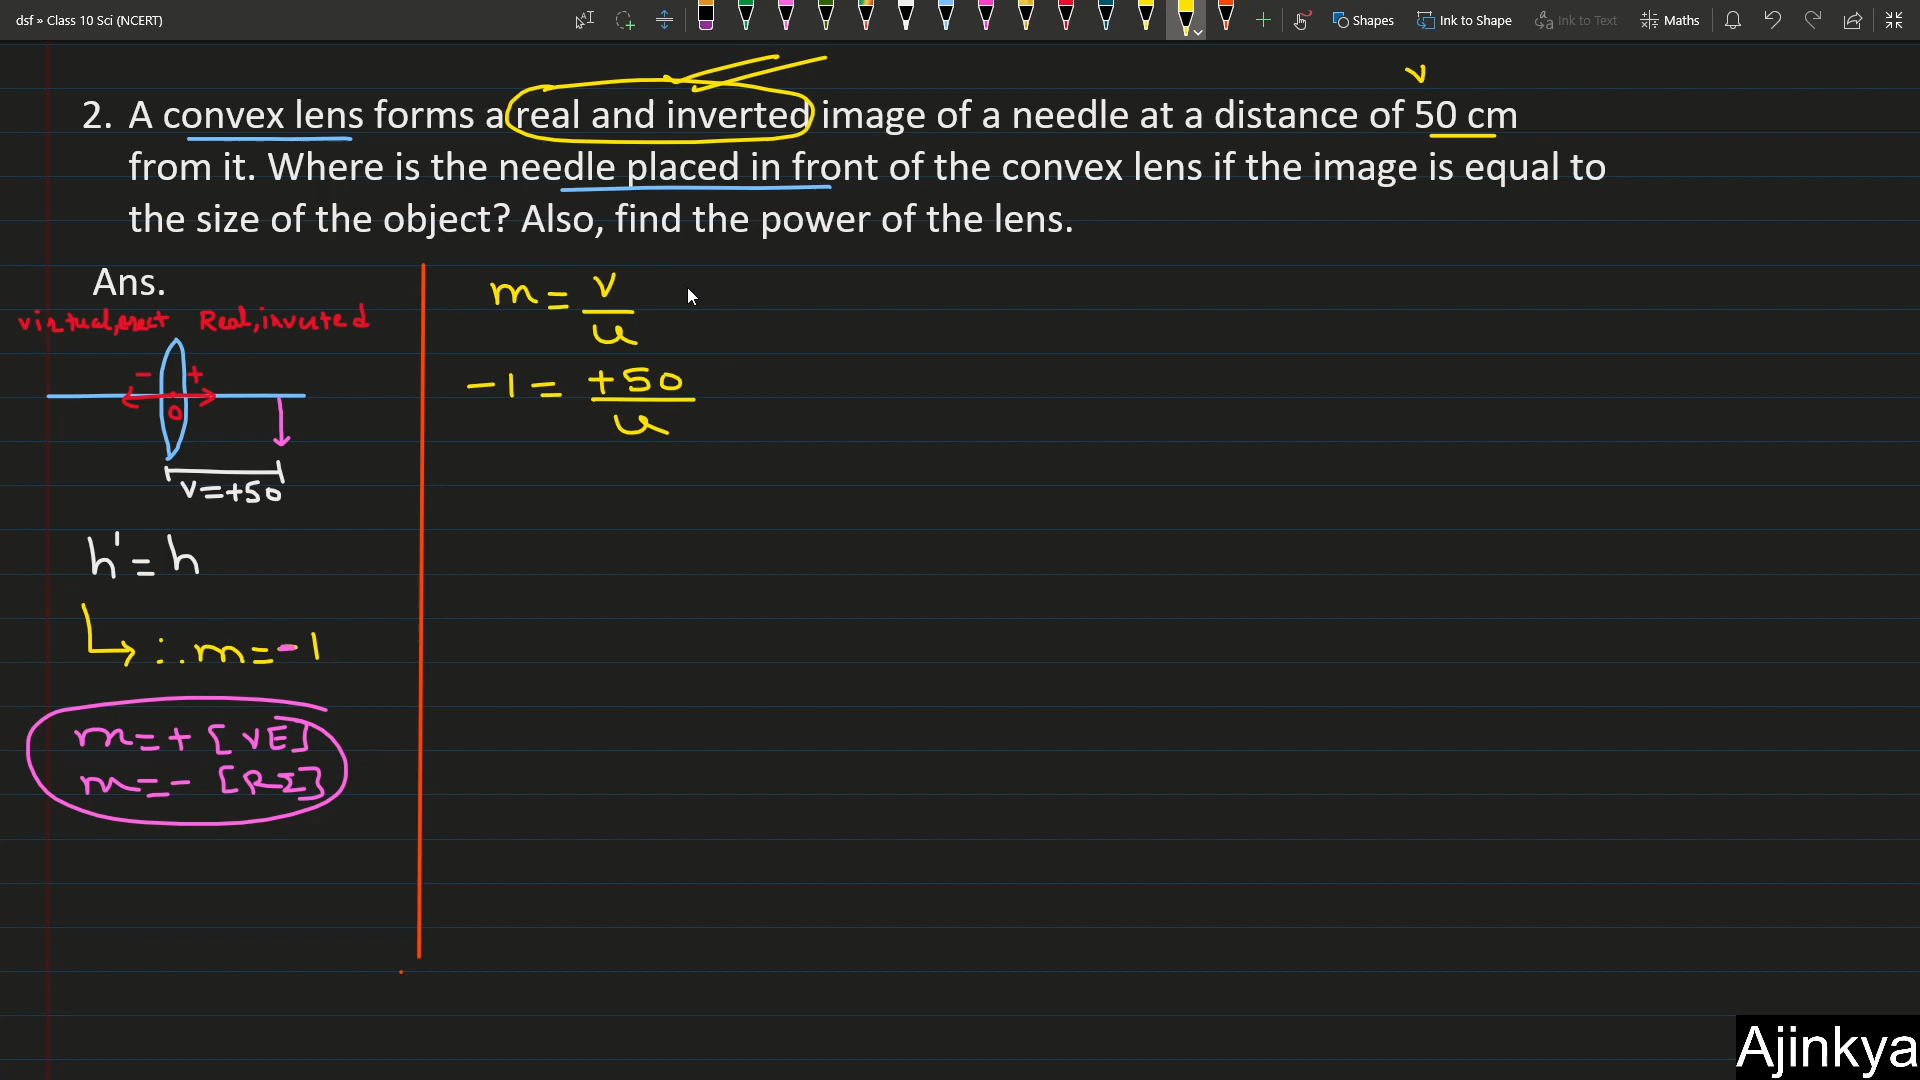 dsf » Class 10 Sci (NCERT)
Shapes
Ink to Shape
Ink to Text
Maths
v
2. A convex lens forms a real and inverted image of a needle at a distance of 50 cm
from it. Where is the needle placed in front of the convex lens if the image is equal to
the size of the object? Also, find the power of the lens.
Ans.
virtual,erect Real,inverted
- +
O
v=+50
h'=h
∴m=-1
m=+ [VE]
m=- [RI]
m = v/u
-1 = +50/u
Ajinkya